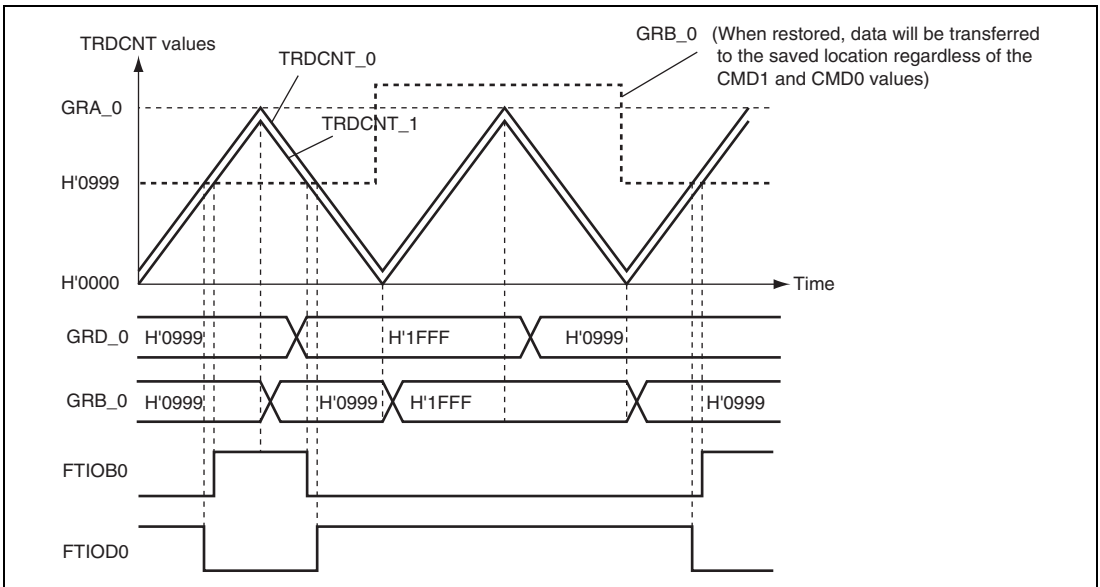 TRDCNT values
TRDCNT_0
GRB_0 (When restored, data will be transferred
to the saved location regardless of the
CMD1 and CMD0 values)
GRA_0
TRDCNT_1
H'0999
H'0000
Time
GRD_0 H'0999 H'1FFF H'0999
GRB_0 H'0999 H'0999 H'1FFF H'0999
FTIOB0
FTIOD0